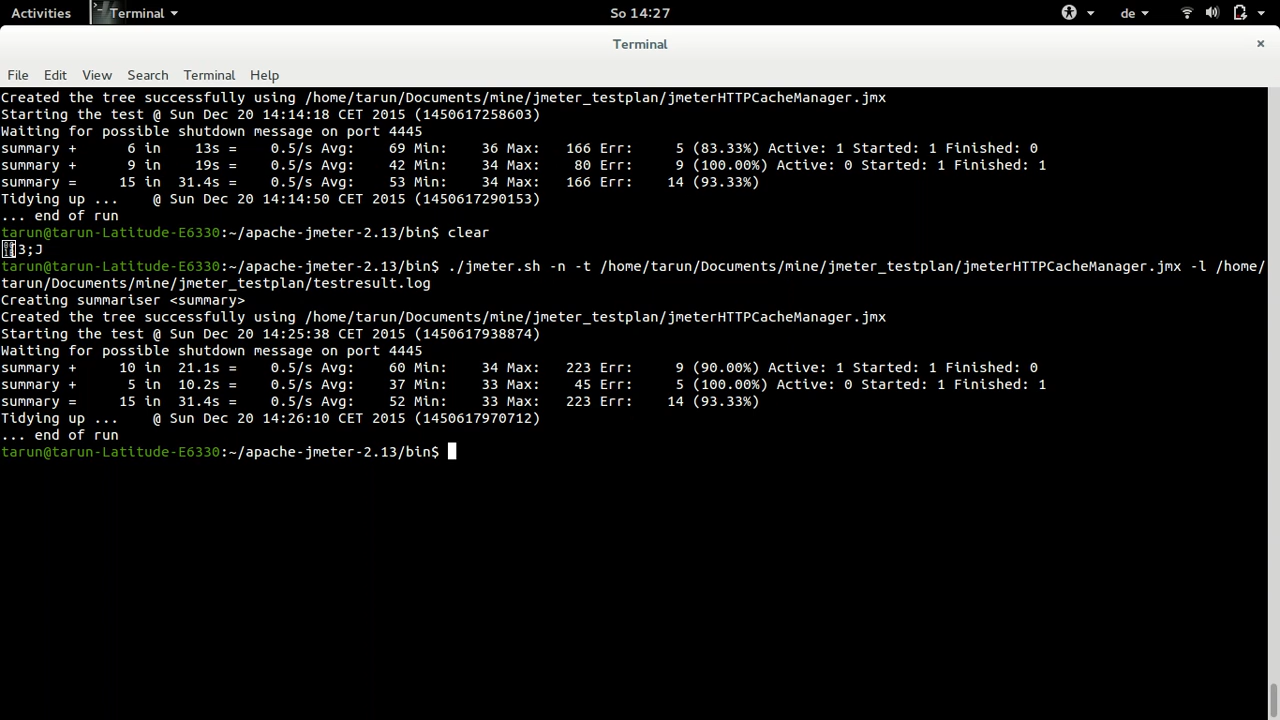 Activities Terminal So 14:27 de
Terminal
File Edit View Search Terminal Help
Created the tree successfully using /home/tarun/Documents/mine/jmeter_testplan/jmeterHTTPCacheManager.jmx
Starting the test @ Sun Dec 20 14:14:18 CET 2015 (1450617258603)
Waiting for possible shutdown message on port 4445
summary +      6 in    13s =    0.5/s Avg:    69 Min:    36 Max:   166 Err:     5 (83.33%) Active: 1 Started: 1 Finished: 0
summary +      9 in    19s =    0.5/s Avg:    42 Min:    34 Max:    80 Err:     9 (100.00%) Active: 0 Started: 1 Finished: 1
summary =     15 in  31.4s =    0.5/s Avg:    53 Min:    34 Max:   166 Err:    14 (93.33%)
Tidying up ...    @ Sun Dec 20 14:14:50 CET 2015 (1450617290153)
... end of run
tarun@tarun-Latitude-E6330:~/apache-jmeter-2.13/bin$ clear
3;J
tarun@tarun-Latitude-E6330:~/apache-jmeter-2.13/bin$ ./jmeter.sh -n -t /home/tarun/Documents/mine/jmeter_testplan/jmeterHTTPCacheManager.jmx -l /home/
tarun/Documents/mine/jmeter_testplan/testresult.log
Creating summariser <summary>
Created the tree successfully using /home/tarun/Documents/mine/jmeter_testplan/jmeterHTTPCacheManager.jmx
Starting the test @ Sun Dec 20 14:25:38 CET 2015 (1450617938874)
Waiting for possible shutdown message on port 4445
summary +     10 in  21.1s =    0.5/s Avg:    60 Min:    34 Max:   223 Err:     9 (90.00%) Active: 1 Started: 1 Finished: 0
summary +      5 in  10.2s =    0.5/s Avg:    37 Min:    33 Max:    45 Err:     5 (100.00%) Active: 0 Started: 1 Finished: 1
summary =     15 in  31.4s =    0.5/s Avg:    52 Min:    33 Max:   223 Err:    14 (93.33%)
Tidying up ...    @ Sun Dec 20 14:26:10 CET 2015 (1450617970712)
... end of run
tarun@tarun-Latitude-E6330:~/apache-jmeter-2.13/bin$